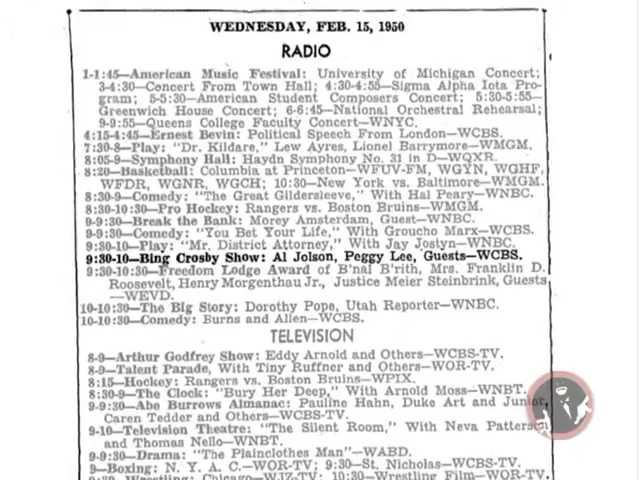 WEDNESDAY, FEB. 15, 1950
RADIO
1-1:45—American Music Festival: University of Michigan Concert;
3-4:30—Concert From Town Hall; 4:30-4:55—Sigma Alpha Iota Pro-
gram; 5-5:30—American Student Composers Concert; 5:30-5:55—
Greenwich House Concert; 6-6:45—National Orchestral Rehearsal;
9-9:55—Queens College Faculty Concert—WNYC.
4:15-4:45—Ernest Bevin: Political Speech From London—WCBS.
7:30-8—Play: "Dr. Kildare," Lew Ayres, Lionel Barrymore—WMGM.
8:05-9—Symphony Hall: Haydn Symphony No. 31 in D—WQXR.
8:20—Basketball: Columbia at Princeton—WFUV-FM, WGYN, WGHF,
WFDR, WGNR, WGCH; 10:30—New York vs. Baltimore—WMGM.
8:30-9—Comedy: "The Great Gildersleeve," With Hal Peary—WNBC.
8:30-10:30—Pro Hockey: Rangers vs. Boston Bruins—WMGM.
9-9:30—Break the Bank: Morey Amsterdam, Guest—WNBC.
9-9:30—Comedy: "You Bet Your Life," With Groucho Marx—WCBS.
9:30-10—Play: "Mr. District Attorney," With Jay Jostyn—WNBC.
9:30-10—Bing Crosby Show: Al Jolson, Peggy Lee, Guests—WCBS.
9:30-10:30—Freedom Lodge Award of B'nai B'rith, Mrs. Franklin D.
Roosevelt, Henry Morgenthau Jr., Justice Meier Steinbrink, Guests
—WEVD.
10-10:30—The Big Story: Dorothy Pope, Utah Reporter—WNBC.
10-10:30—Comedy: Burns and Allen—WCBS.
TELEVISION
8-9—Arthur Godfrey Show: Eddy Arnold and Others—WCBS-TV.
8-9—Talent Parade, With Tiny Ruffner and Others—WOR-TV.
8:15—Hockey: Rangers vs. Boston Bruins—WPIX.
8:30-9—The Clock: "Bury Her Deep," With Arnold Moss—WNBT.
9-9:30—Abe Burrows Almanac: Pauline Hahn, Duke Art and Junior,
Caren Tedder and Others—WCBS-TV.
9-10—Television Theatre: "The Silent Room," With Neva Patterson
and Thomas Nello—WNBT.
9-9:30—Drama: "The Plainclothes Man"—WABD.
9—Boxing: N. Y. A. C.—WOR-TV; 9:30—St. Nicholas—WCBS-TV.
9:30—Wrestling: Chicago—WJZ-TV; 10:30—Wrestling Film—WOR-TV.